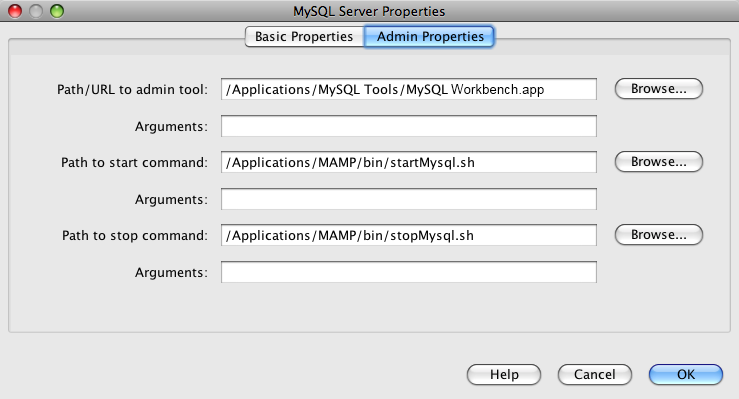 MySQL Server Properties
Basic Properties Admin Properties
Path/URL to admin tool: /Applications/MySQL Tools/MySQL Workbench.app Browse...
Arguments:
Path to start command: /Applications/MAMP/bin/startMysql.sh Browse...
Arguments:
Path to stop command: /Applications/MAMP/bin/stopMysql.sh Browse...
Arguments:
Help Cancel OK